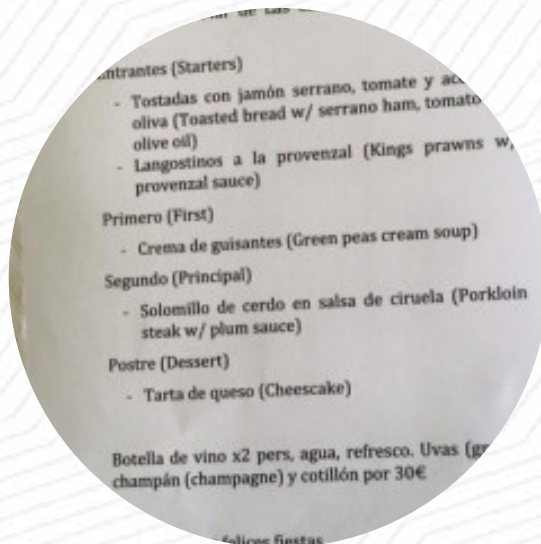 de las
ntrantes (Starters)
- Tostadas con jamón serrano, tomate y
oliva (Toasted bread w/ serrano ham, tomato
olive oil)
- Langostinos a la provenzal (Kings prawns w/
provenzal sauce)
Primero (First)
- Crema de guisantes (Green peas cream soup)
Segundo (Principal)
- Solomillo de cerdo en salsa de ciruela (Porkloin
steak w/ plum sauce)
Postre (Dessert)
- Tarta de queso (Cheescake)
Botella de vino x2 pers, agua, refresco. Uvas
champán (champagne) y cotillón por 30€
felices fiestas